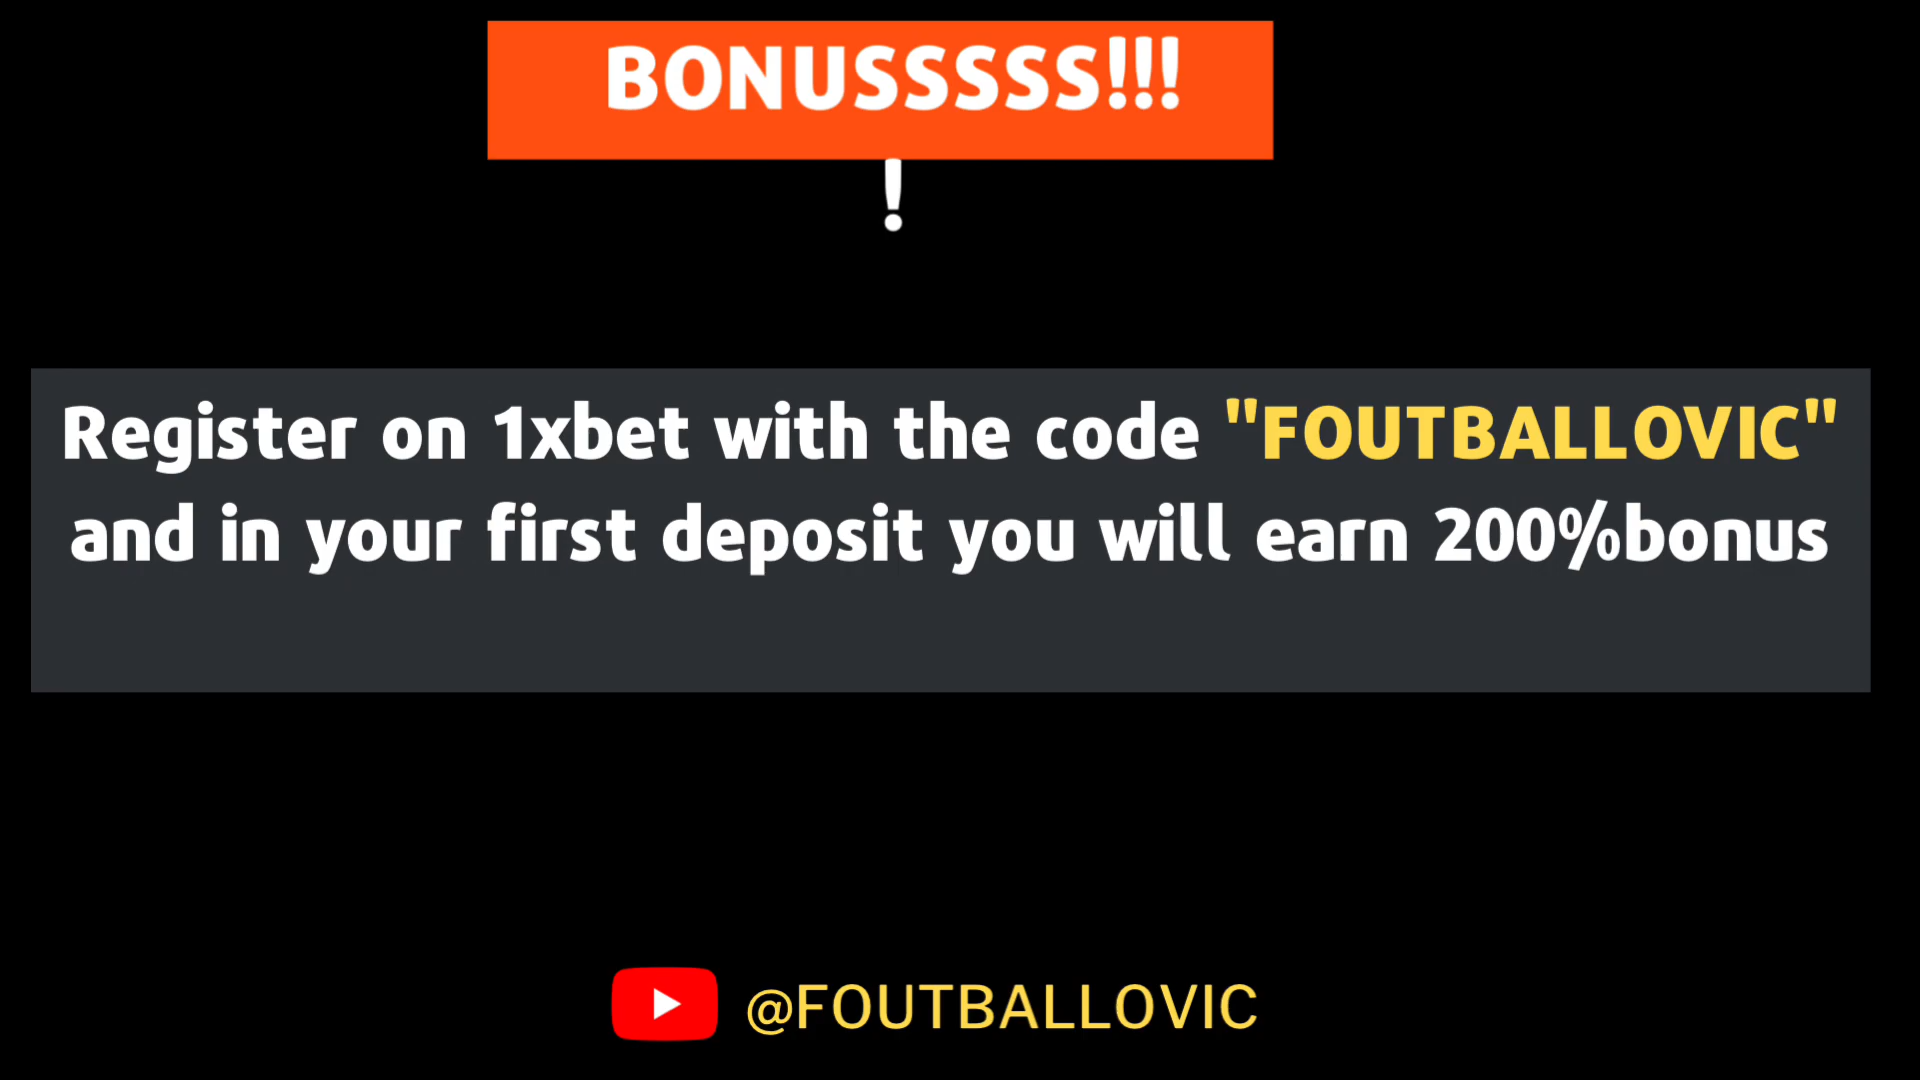 BONUSSSSS!!!
!
Register on 1xbet with the code "FOUTBALLOVIC"
and in your first deposit you will earn 200%bonus
@FOUTBALLOVIC